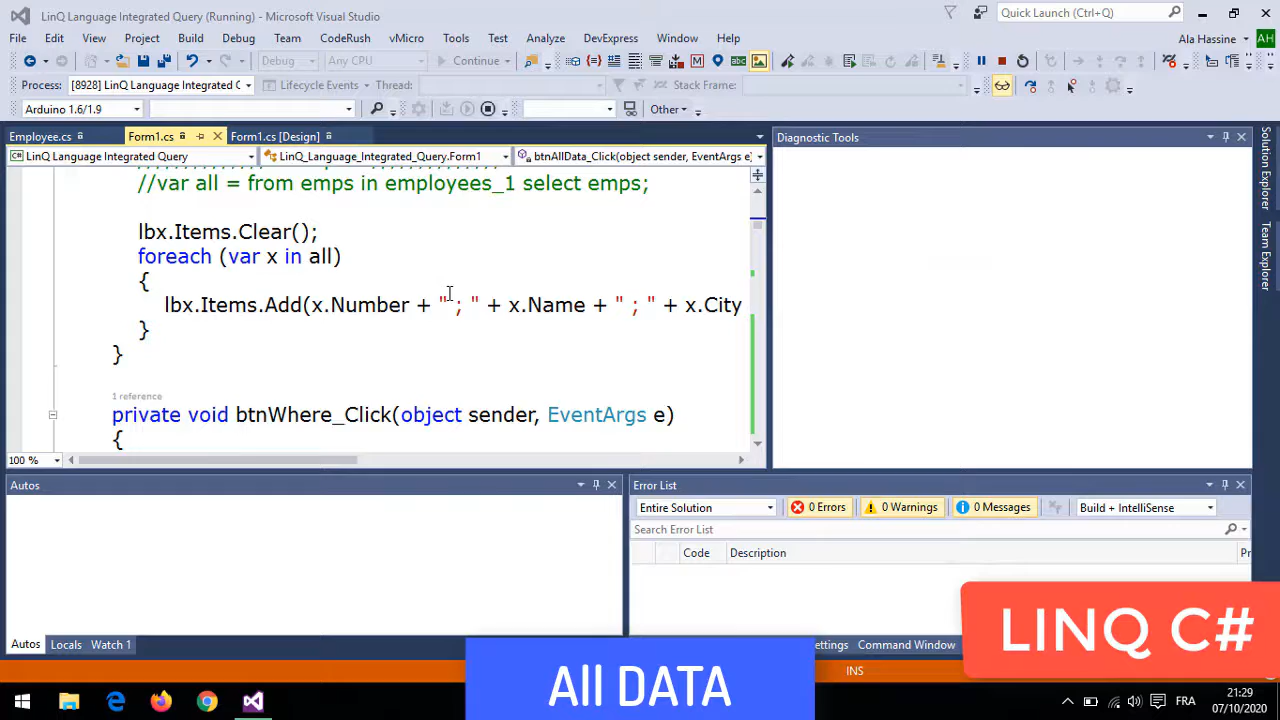 LinQ Language Integrated Query (Running) - Microsoft Visual Studio
Quick Launch (Ctrl+Q)
File Edit View Project Build Debug Team CodeRush vMicro Tools Test Analyze DevExpress Window Help
Ala Hassine AH
Debug Any CPU Continue
Process: [8928] LinQ Language Integrated Q Lifecycle Events Thread: Stack Frame:
Arduino 1.6/1.9 Other
Employee.cs Form1.cs Form1.cs [Design]
Diagnostic Tools
LinQ Language Integrated Query LinQ_Language_Integrated_Query.Form1 btnAllData_Click(object sender, EventArgs e)
//var all = from emps in employees_1 select emps;
lbx.Items.Clear();
foreach (var x in all)
{
lbx.Items.Add(x.Number + " ; " + x.Name + " ; " + x.City
}
}
1 reference
private void btnWhere_Click(object sender, EventArgs e)
{
100 %
Solution Explorer
Team Explorer
Autos
Error List
Entire Solution 0 Errors 0 Warnings 0 Messages Build + IntelliSense
Search Error List
Code Description Pr
Autos Locals Watch 1
ettings Command Window
INS
LINQ C#
All DATA
FRA
21:29
07/10/2020